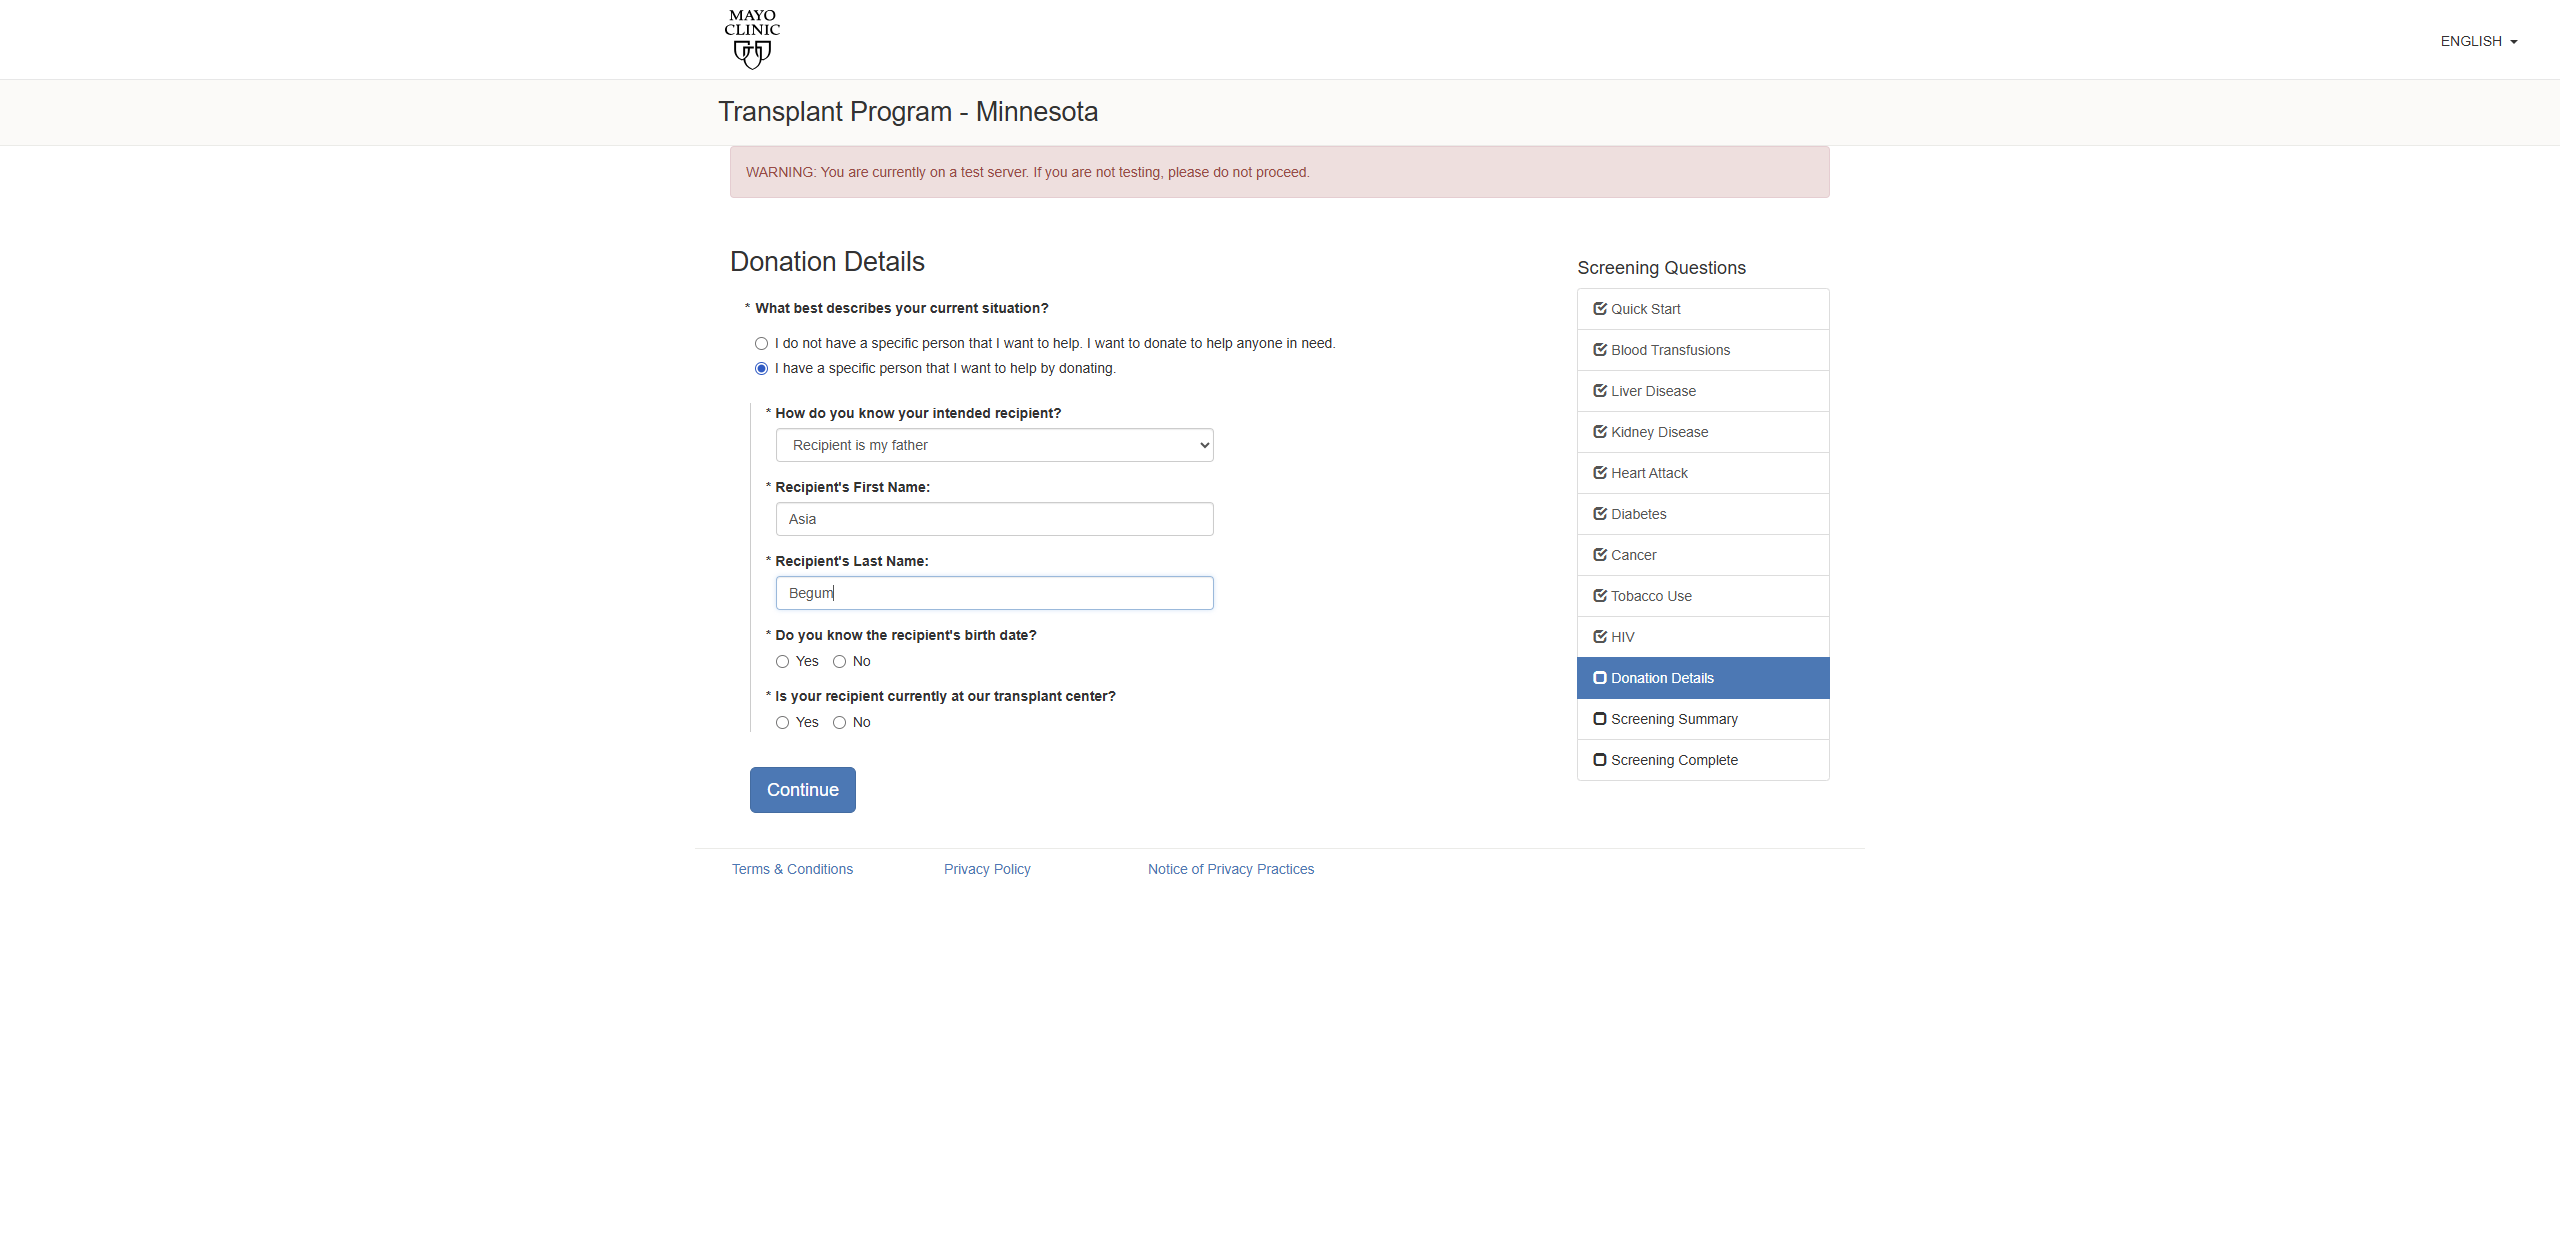 MAYO
CLINIC
ENGLISH
Transplant Program - Minnesota
WARNING: You are currently on a test server. If you are not testing, please do not proceed.
Donation Details
* What best describes your current situation?
I do not have a specific person that I want to help. I want to donate to help anyone in need.
I have a specific person that I want to help by donating.
* How do you know your intended recipient?
Recipient is my father
* Recipient's First Name:
Asia
* Recipient's Last Name:
Begum
* Do you know the recipient's birth date?
Yes No
* Is your recipient currently at our transplant center?
Yes No
Continue
Screening Questions
Quick Start
Blood Transfusions
Liver Disease
Kidney Disease
Heart Attack
Diabetes
Cancer
Tobacco Use
HIV
Donation Details
Screening Summary
Screening Complete
Terms & Conditions Privacy Policy Notice of Privacy Practices